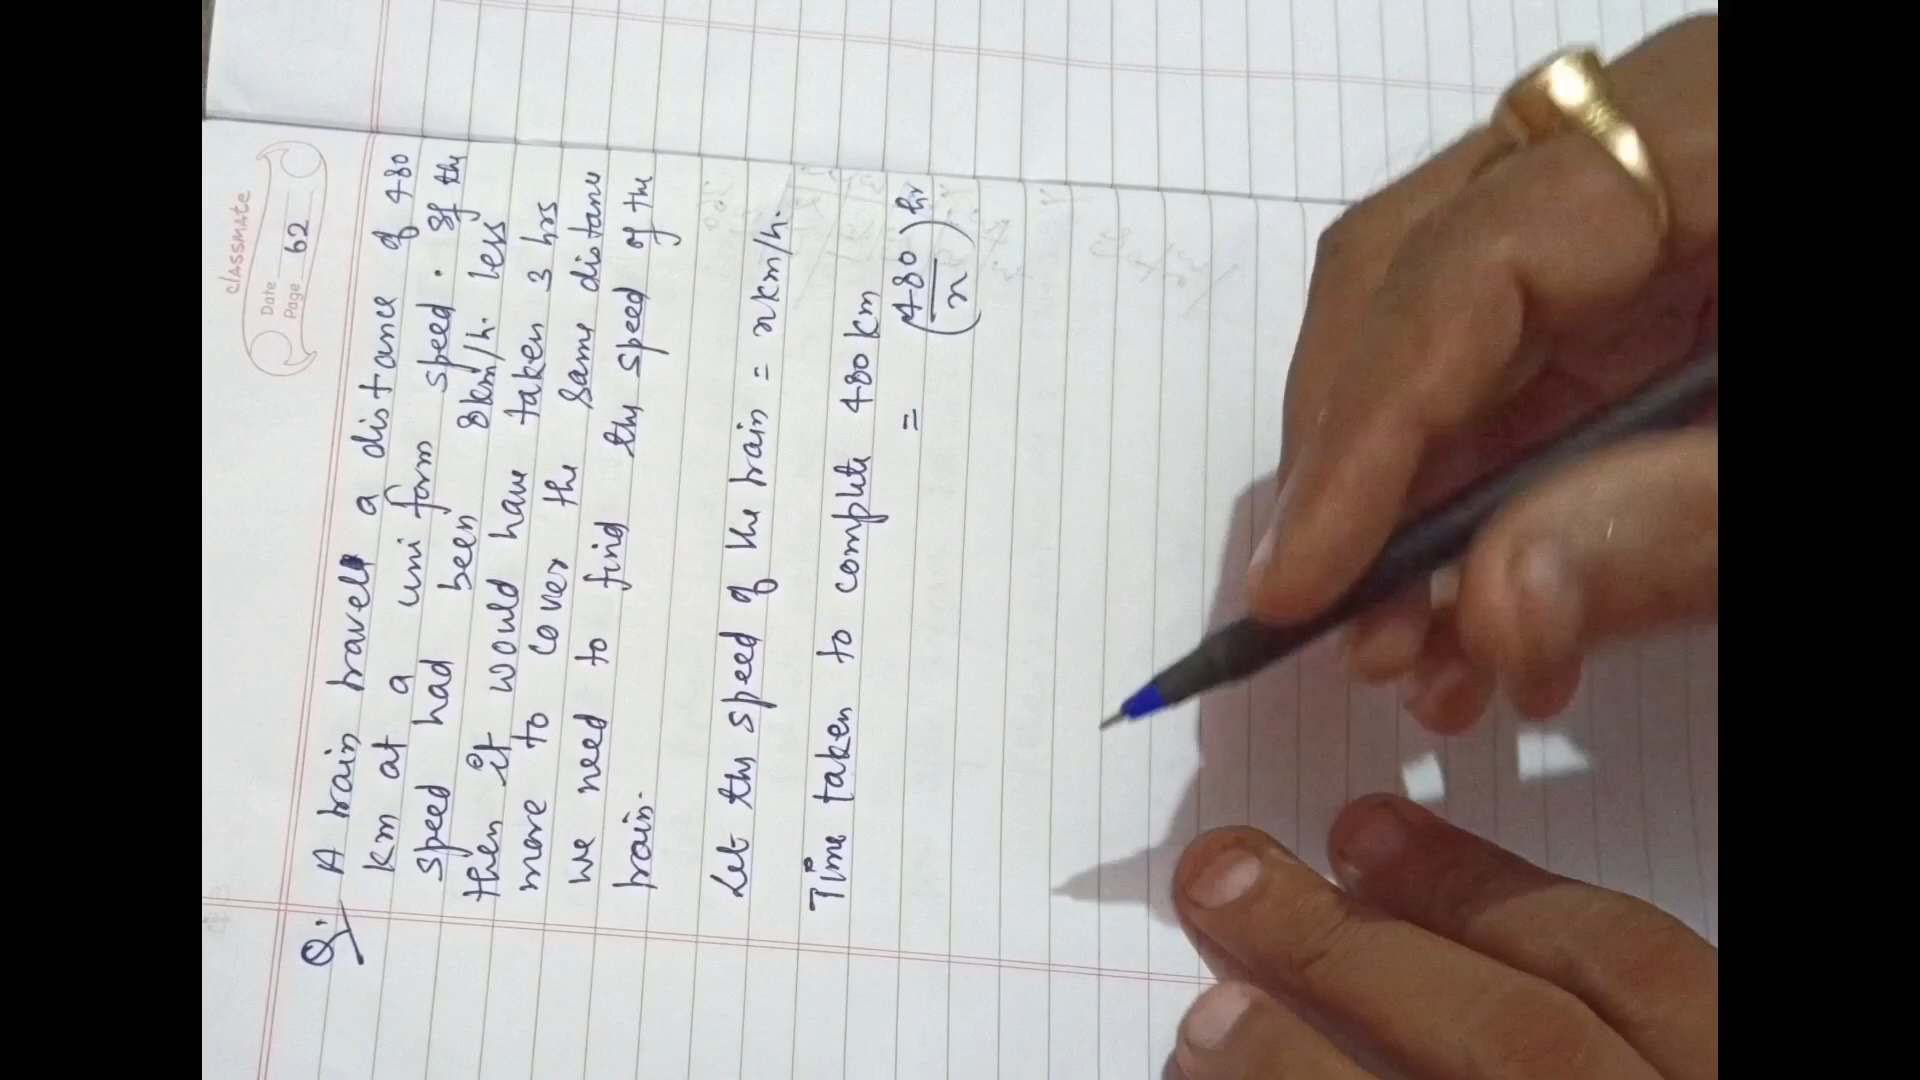 classmate
Date
Page 62
Q. A train travels a distance of 480
km at a uniform speed. If the
speed had been 8km/h. less
then it would have taken 3 hrs
more to cover the same distance
we need to find the speed of the
train.
Let the speed of the train = x km/h.
Time taken to complete 480 km
= (480/x) hr